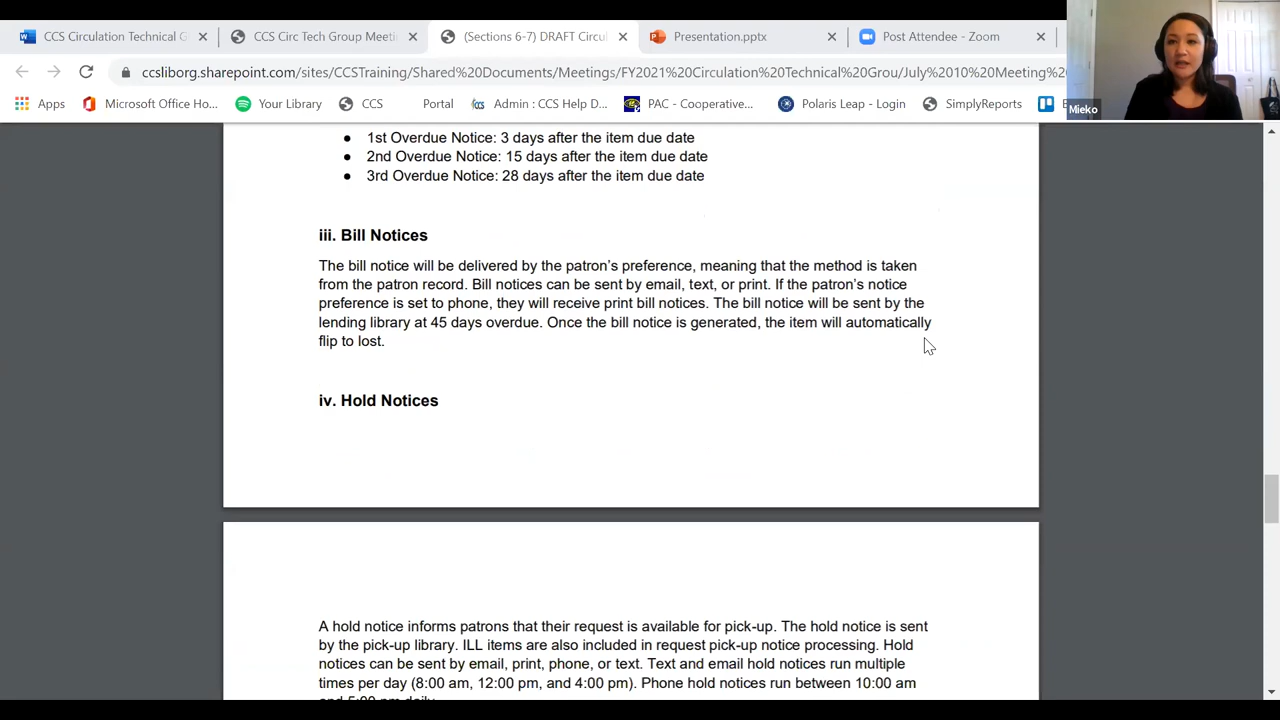 CCS Circulation Technical G
CCS Circ Tech Group Meeti
(Sections 6-7) DRAFT Circul
Presentation.pptx
Post Attendee - Zoom
ccsliborg.sharepoint.com/sites/CCSTraining/Shared%20Documents/Meetings/FY2021%20Circulation%20Technical%20Grou/July%2010%20Meeting%
Apps
Microsoft Office Ho...
Your Library
CCS
Portal
Admin : CCS Help D...
PAC - Cooperative...
Polaris Leap - Login
SimplyReports
Mieko
• 1st Overdue Notice: 3 days after the item due date
• 2nd Overdue Notice: 15 days after the item due date
• 3rd Overdue Notice: 28 days after the item due date
iii. Bill Notices
The bill notice will be delivered by the patron's preference, meaning that the method is taken
from the patron record. Bill notices can be sent by email, text, or print. If the patron's notice
preference is set to phone, they will receive print bill notices. The bill notice will be sent by the
lending library at 45 days overdue. Once the bill notice is generated, the item will automatically
flip to lost.
iv. Hold Notices
A hold notice informs patrons that their request is available for pick-up. The hold notice is sent
by the pick-up library. ILL items are also included in request pick-up notice processing. Hold
notices can be sent by email, print, phone, or text. Text and email hold notices run multiple
times per day (8:00 am, 12:00 pm, and 4:00 pm). Phone hold notices run between 10:00 am
and 5:00 pm daily.